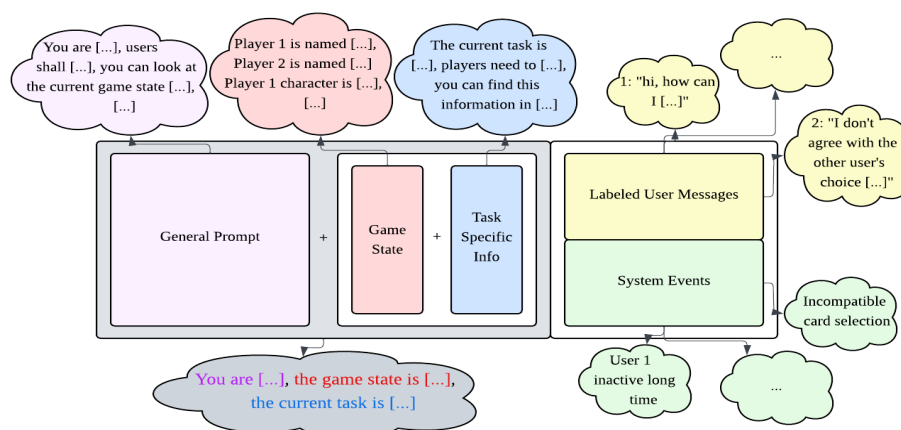 You are [...], users
shall [...], you can look at
the current game state [...],
[...]
Player 1 is named [...],
Player 2 is named [...]
Player 1 character is [...],
[...]
The current task is
[...], players need to [...],
you can find this
information in [...]
1: "hi, how can
I [...]"
...
2: "I don't
agree with the
other user's
choice [...]"
General Prompt
+
Game
State
+
Task
Specific
Info
Labeled User Messages
System Events
Incompatible
card selection
User 1
inactive long
time
...
You are [...], the game state is [...],
the current task is [...]